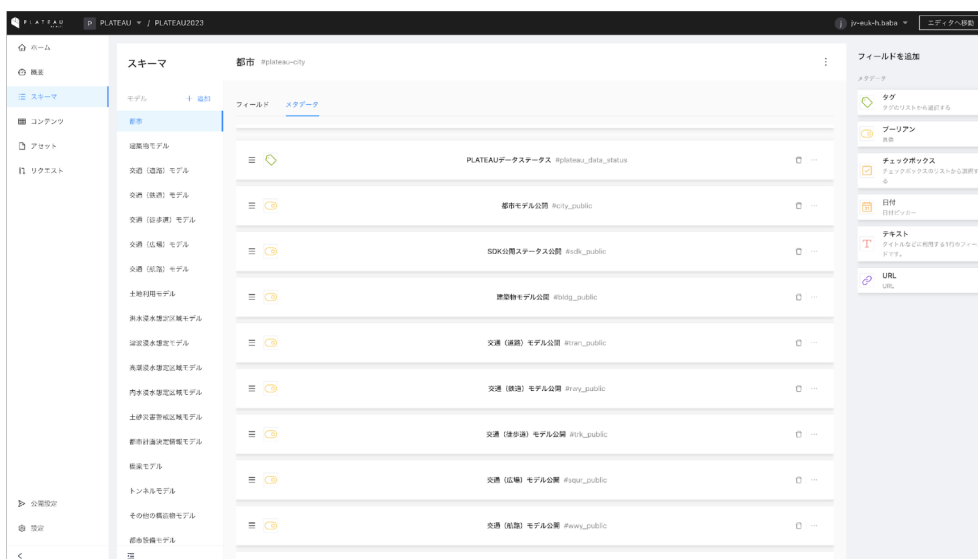 PLATEAU
P PLATEAU / PLATEAU2023
j jv-euk-h.baba エディタへ移動
ホーム
概要
スキーマ
コンテンツ
アセット
リクエスト
公開設定
設定
スキーマ
モデル + 追加
都市
建築物モデル
交通（道路）モデル
交通（鉄道）モデル
交通（徒歩道）モデル
交通（広場）モデル
交通（航路）モデル
土地利用モデル
洪水浸水想定区域モデル
津波浸水想定モデル
高潮浸水想定区域モデル
内水浸水想定区域モデル
土砂災害警戒区域モデル
都市計画決定情報モデル
橋梁モデル
トンネルモデル
その他の構造物モデル
都市設備モデル
都市 #plateau-city
フィールド メタデータ
PLATEAUデータステータス #plateau_data_status
都市モデル公開 #city_public
SDK公開ステータス公開 #sdk_public
建築物モデル公開 #bldg_public
交通（道路）モデル公開 #tran_public
交通（鉄道）モデル公開 #rwy_public
交通（徒歩道）モデル公開 #trk_public
交通（広場）モデル公開 #squr_public
交通（航路）モデル公開 #wwy_public
フィールドを追加
メタデータ
タグ
タグのリストから選択する
ブーリアン
真偽
チェックボックス
チェックボックスのリストから選択す
る
日付
日付ピッカー
テキスト
タイトルなどに利用する1行のフィー
ドです。
URL
URL